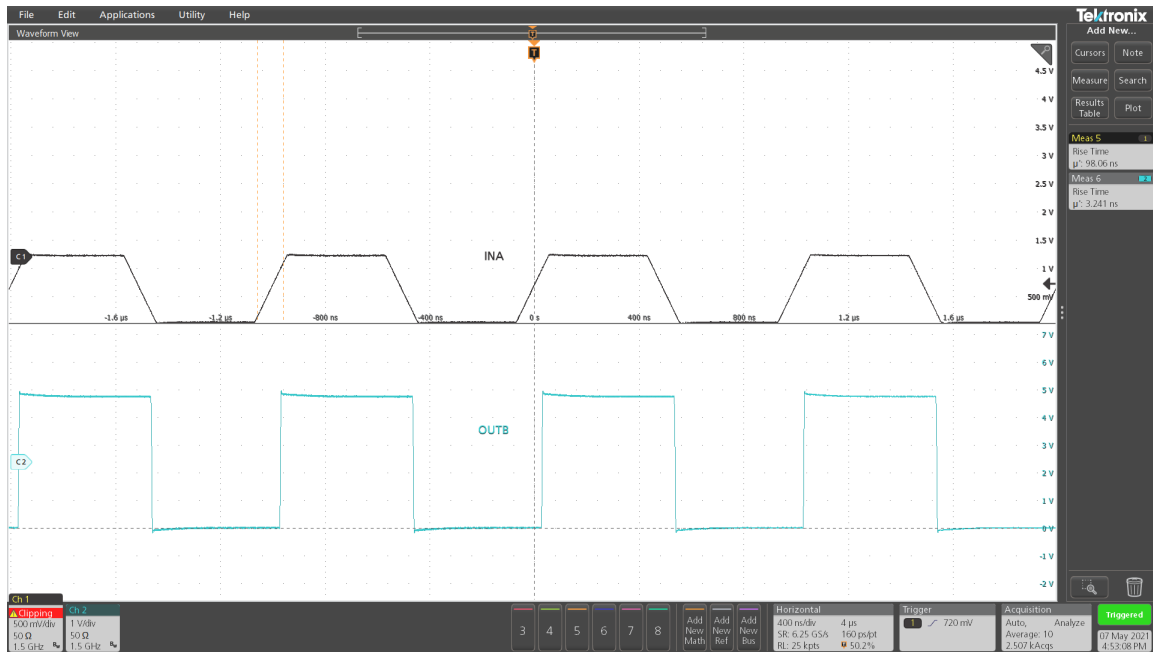 File Edit Applications Utility Help
Tektronix
Waveform View
Add New...
T
T
Cursors Note
Measure Search
Results Table
Plot
4.5 V
4 V
3.5 V
3 V
2.5 V
2 V
1.5 V
1 V
500 mV
Meas 5 1
Rise Time
µ': 98.06 ns
Meas 6 2
Rise Time
µ': 3.241 ns
C1
INA
-1.6 µs -1.2 µs -800 ns -400 ns 0 s 400 ns 800 ns 1.2 µs 1.6 µs
7 V
6 V
5 V
4 V
3 V
2 V
1 V
0 V
-1 V
-2 V
OUTB
C2
Ch 1
Clipping
500 mV/div
50 Ω
1.5 GHz
Ch 2
1 V/div
50 Ω
1.5 GHz
3 4 5 6 7 8
Add New Math
Add New Ref
Add New Bus
Horizontal
400 ns/div 4 µs
SR: 6.25 GS/s 160 ps/pt
RL: 25 kpts 50.2%
Trigger
1 720 mV
Acquisition
Auto, Analyze
Average: 10
2.507 kAcqs
Triggered
07 May 2021
4:53:08 PM